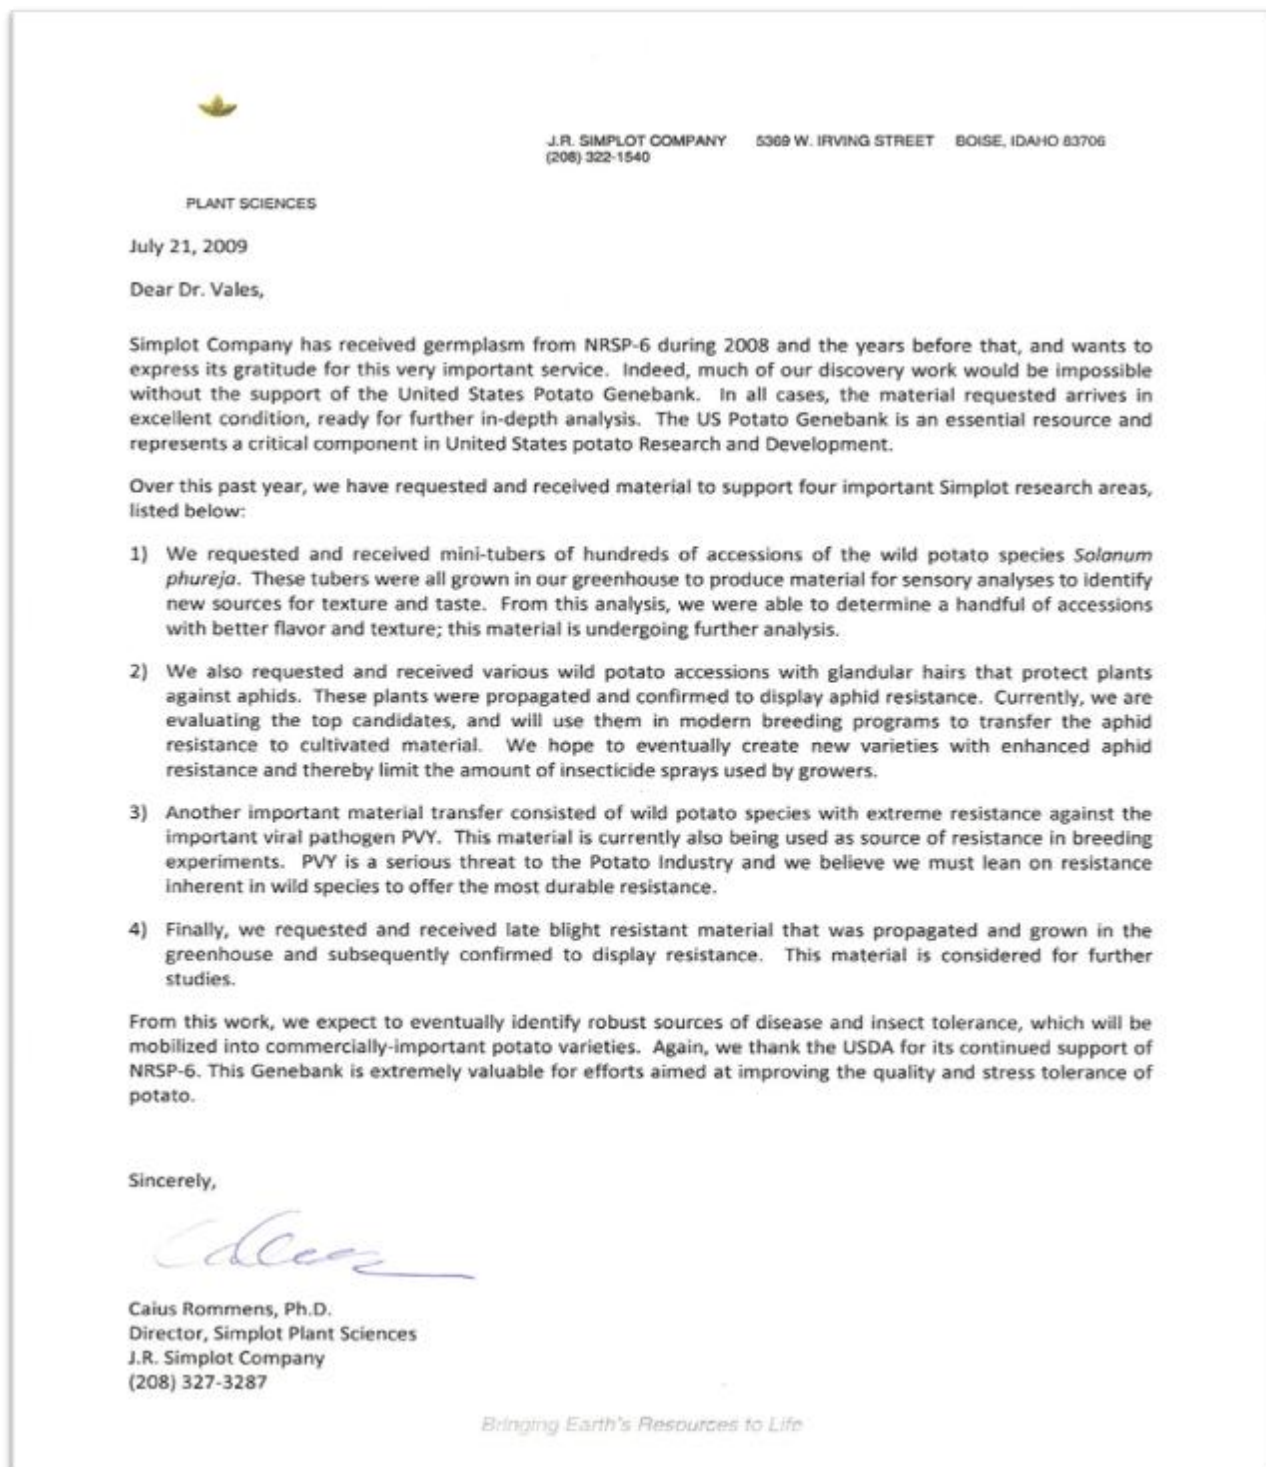 J.R. SIMPLOT COMPANY 5369 W. IRVING STREET BOISE, IDAHO 83706
(208) 322-1540
PLANT SCIENCES
July 21, 2009
Dear Dr. Vales,
Simplot Company has received germplasm from NRSP-6 during 2008 and the years before that, and wants to
express its gratitude for this very important service. Indeed, much of our discovery work would be impossible
without the support of the United States Potato Genebank. In all cases, the material requested arrives in
excellent condition, ready for further in-depth analysis. The US Potato Genebank is an essential resource and
represents a critical component in United States potato Research and Development.
Over this past year, we have requested and received material to support four important Simplot research areas,
listed below:
1) We requested and received mini-tubers of hundreds of accessions of the wild potato species Solanum
phureja. These tubers were all grown in our greenhouse to produce material for sensory analyses to identify
new sources for texture and taste. From this analysis, we were able to determine a handful of accessions
with better flavor and texture; this material is undergoing further analysis.
2) We also requested and received various wild potato accessions with glandular hairs that protect plants
against aphids. These plants were propagated and confirmed to display aphid resistance. Currently, we are
evaluating the top candidates, and will use them in modern breeding programs to transfer the aphid
resistance to cultivated material. We hope to eventually create new varieties with enhanced aphid
resistance and thereby limit the amount of insecticide sprays used by growers.
3) Another important material transfer consisted of wild potato species with extreme resistance against the
important viral pathogen PVY. This material is currently also being used as source of resistance in breeding
experiments. PVY is a serious threat to the Potato Industry and we believe we must lean on resistance
inherent in wild species to offer the most durable resistance.
4) Finally, we requested and received late blight resistant material that was propagated and grown in the
greenhouse and subsequently confirmed to display resistance. This material is considered for further
studies.
From this work, we expect to eventually identify robust sources of disease and insect tolerance, which will be
mobilized into commercially-important potato varieties. Again, we thank the USDA for its continued support of
NRSP-6. This Genebank is extremely valuable for efforts aimed at improving the quality and stress tolerance of
potato.
Sincerely,
Caius Rommens, Ph.D.
Director, Simplot Plant Sciences
J.R. Simplot Company
(208) 327-3287
Bringing Earth's Resources to Life